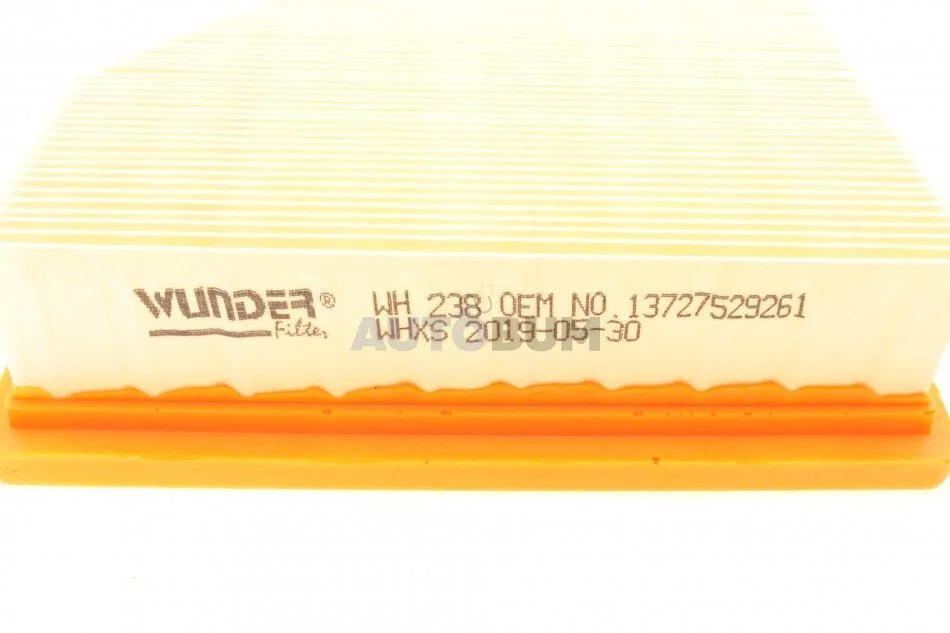 WUNDER®
Filter
WH 238 OEM NO.13727529261
WHXS 2019-05-30
AUTOBUM